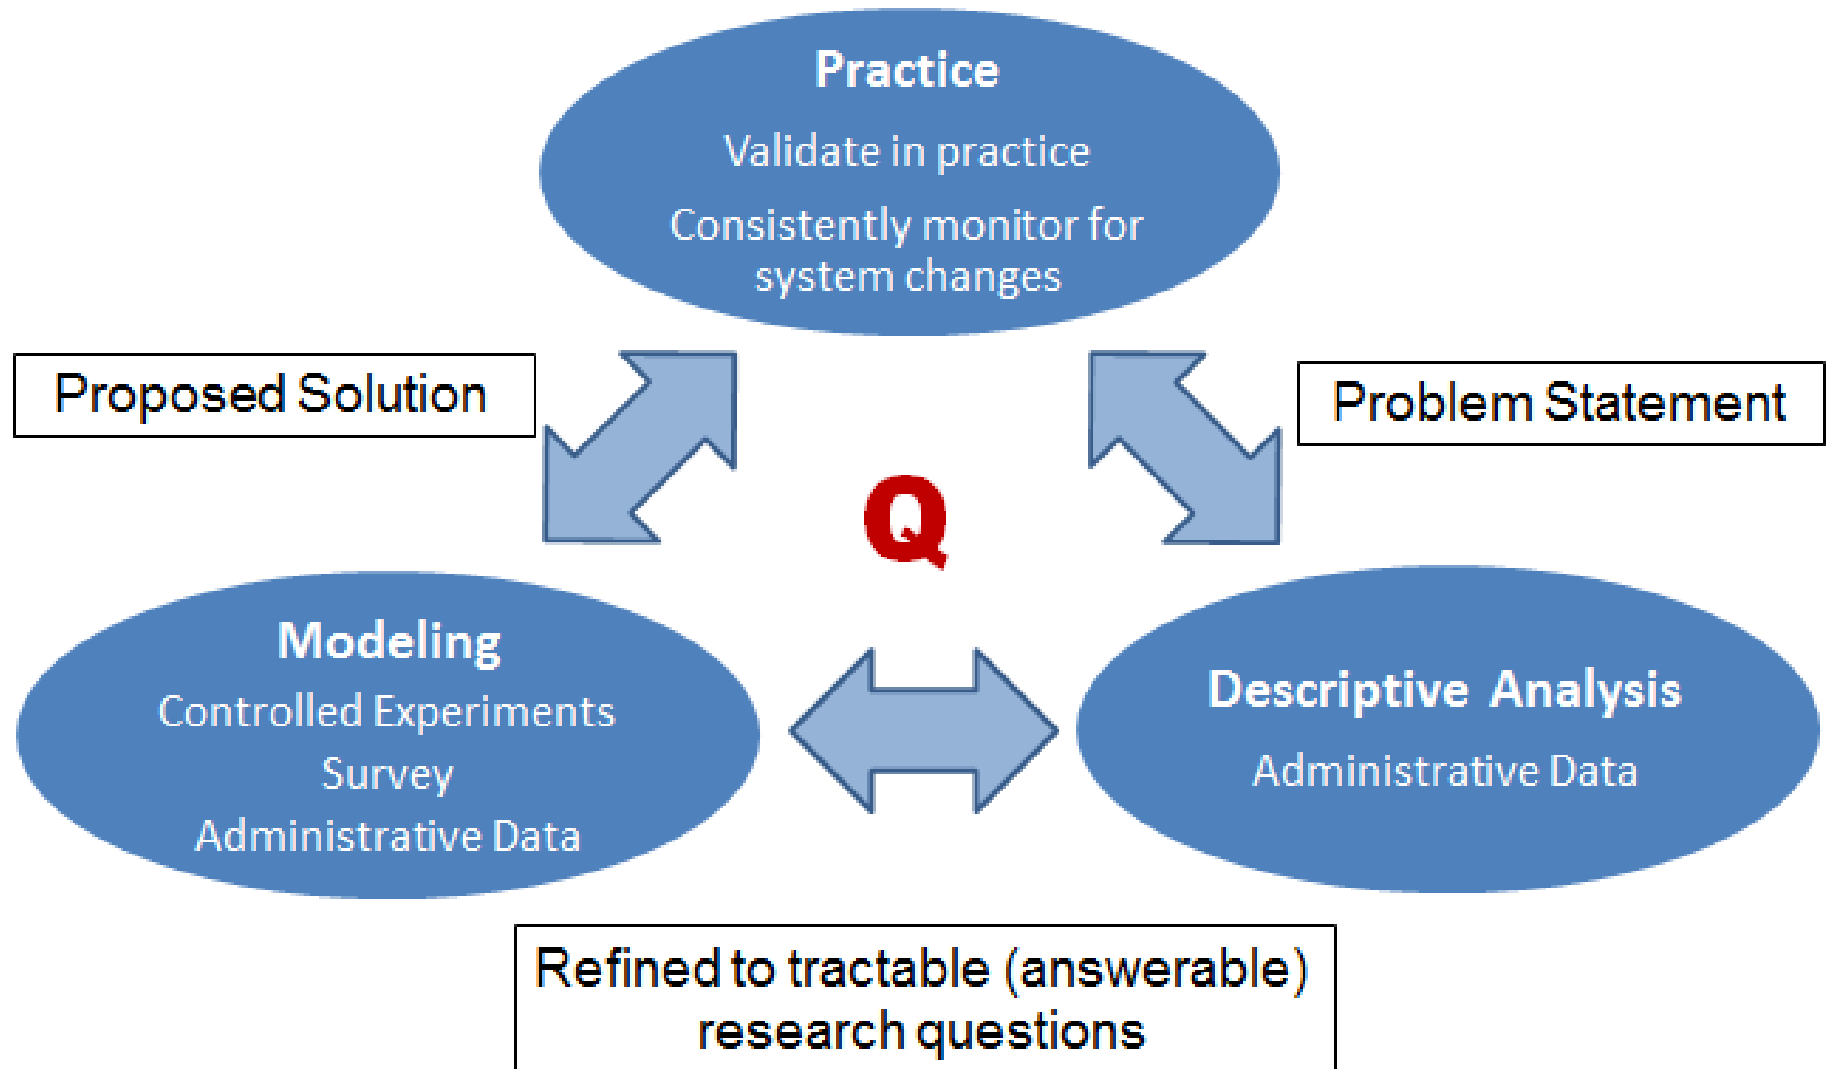 Practice
Validate in practice
Consistently monitor for
system changes
Proposed Solution
Problem Statement
Q
Modeling
Controlled Experiments
Survey
Administrative Data
Descriptive Analysis
Administrative Data
Refined to tractable (answerable)
research questions